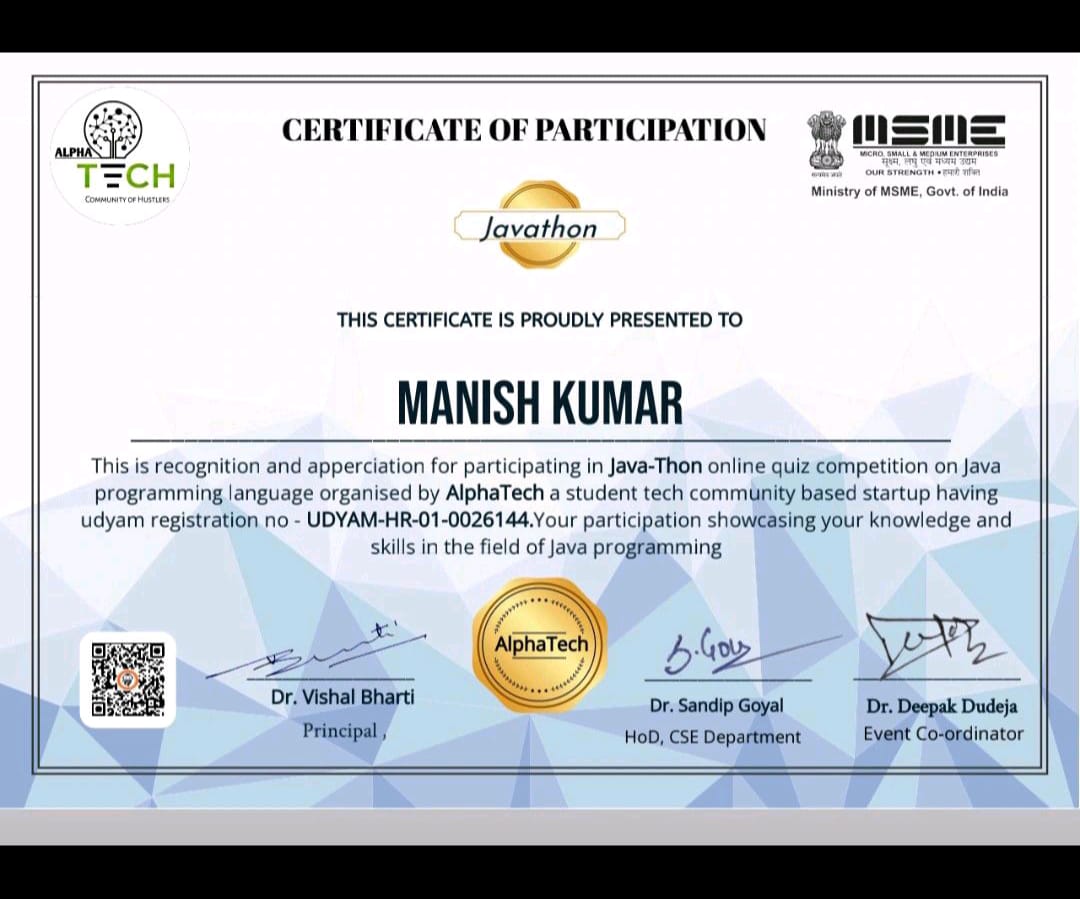 ALPHA
TECH
COMMUNITY OF HUSTLERS
CERTIFICATE OF PARTICIPATION
MSME
MICRO, SMALL & MEDIUM ENTERPRISES
सूक्ष्म, लघु एवं मध्यम उद्यम
OUR STRENGTH • हमारी शक्ति
सत्यमेव जयते
Ministry of MSME, Govt. of India
Javathon
THIS CERTIFICATE IS PROUDLY PRESENTED TO
MANISH KUMAR
This is recognition and apperciation for participating in Java-Thon online quiz competition on Java
programming language organised by AlphaTech a student tech community based startup having
udyam registration no - UDYAM-HR-01-0026144.Your participation showcasing your knowledge and
skills in the field of Java programming
AlphaTech
S.Goy
Dr. Vishal Bharti
Principal ,
Dr. Sandip Goyal
HoD, CSE Department
Dr. Deepak Dudeja
Event Co-ordinator